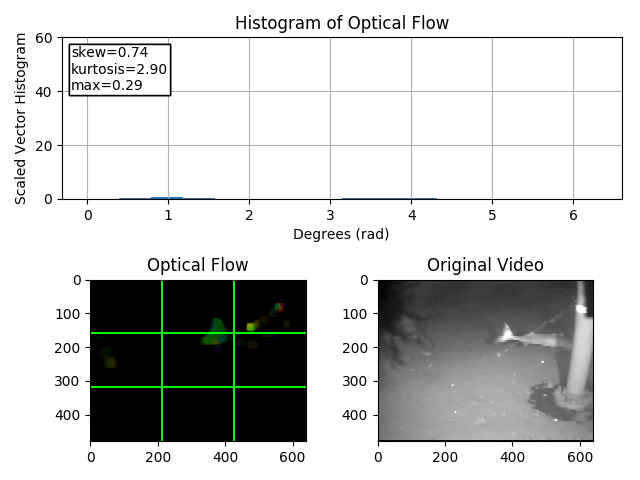 Histogram of Optical Flow
skew=0.74
kurtosis=2.90
max=0.29
Scaled Vector Histogram
60
40
20
0
0 1 2 3 4 5 6
Degrees (rad)
Optical Flow
0
100
200
300
400
0 200 400 600
Original Video
0
100
200
300
400
0 200 400 600